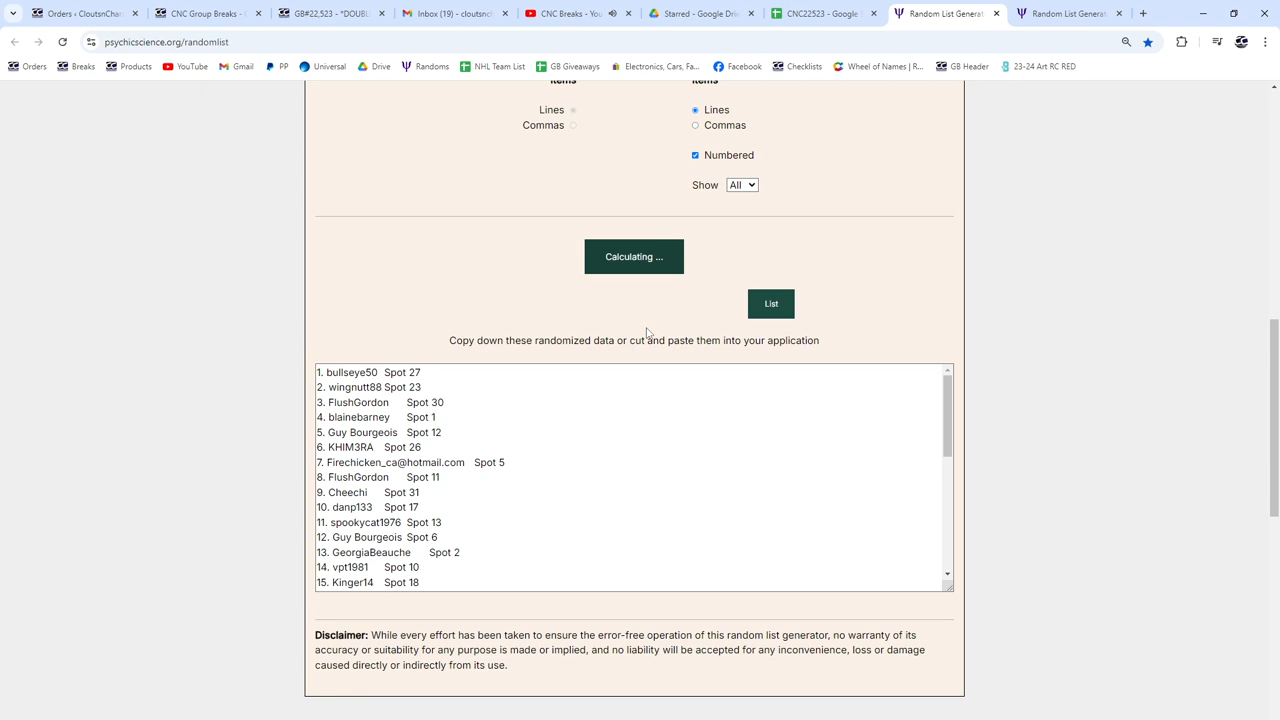 Orders ‹ CloutsnChara
CNC Group Breaks -
GB#22,523 - *DOUBL
Inbox (19) - cloutsncl
CNC Breaks - You
Starred - Google Driv
CNC22523 - Google S
Random List Generat
Random List Generato
psychicscience.org/randomlist
Orders
Breaks
Products
YouTube
Gmail
PP
Universal
Drive
Randoms
NHL Team List
GB Giveaways
Electronics, Cars, Fa...
Facebook
Checklists
Wheel of Names | R...
GB Header
23-24 Art RC RED
Items Items
Lines Lines
Commas Commas
Numbered
Show All
Calculating ...
List
Copy down these randomized data or cut and paste them into your application
1. bullseye50 Spot 27
2. wingnutt88 Spot 23
3. FlushGordon Spot 30
4. blainebarney Spot 1
5. Guy Bourgeois Spot 12
6. KHIM3RA Spot 26
7. Firechicken_ca@hotmail.com Spot 5
8. FlushGordon Spot 11
9. Cheechi Spot 31
10. danp133 Spot 17
11. spookycat1976 Spot 13
12. Guy Bourgeois Spot 6
13. GeorgiaBeauche Spot 2
14. vpt1981 Spot 10
15. Kinger14 Spot 18
Disclaimer: While every effort has been taken to ensure the error-free operation of this random list generator, no warranty of its
accuracy or suitability for any purpose is made or implied, and no liability will be accepted for any inconvenience, loss or damage
caused directly or indirectly from its use.